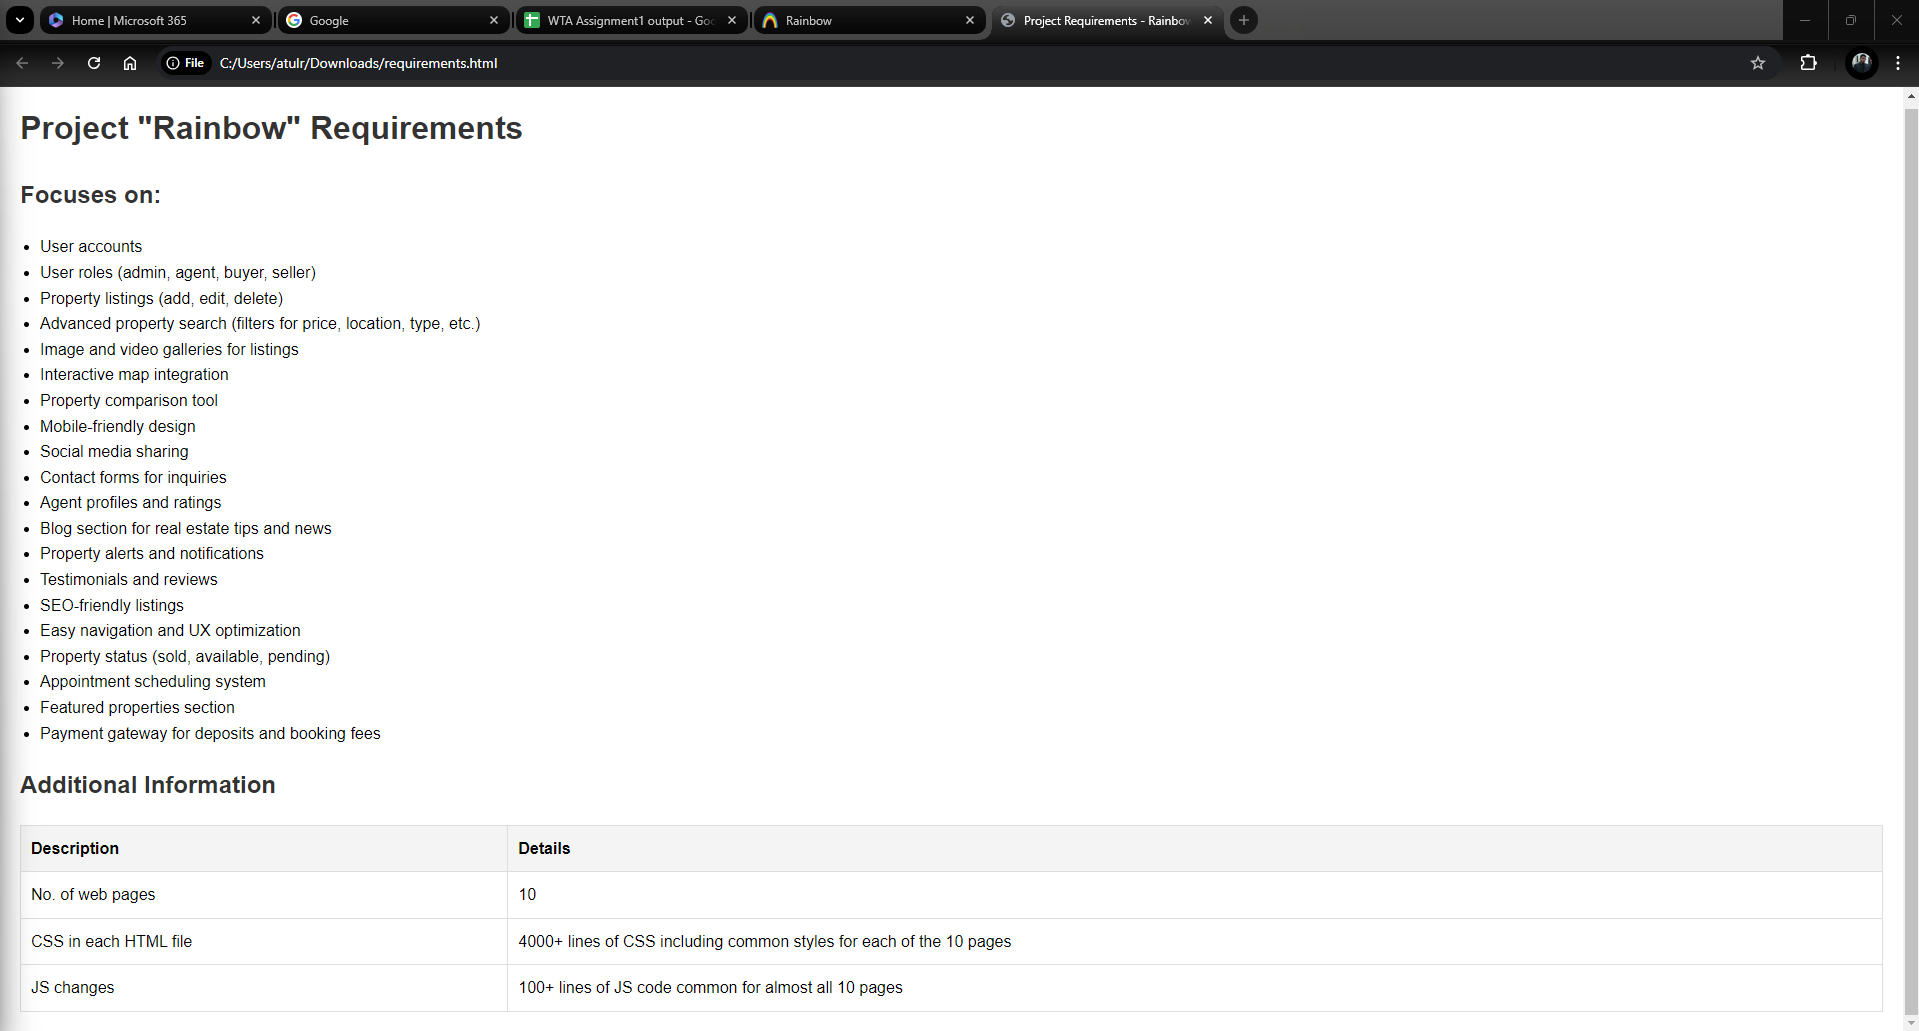 Home | Microsoft 365
Google
WTA Assignment1 output - Goo
Rainbow
Project Requirements - Rainbow
File
C:/Users/atulr/Downloads/requirements.html
Project "Rainbow" Requirements
Focuses on:
User accounts
User roles (admin, agent, buyer, seller)
Property listings (add, edit, delete)
Advanced property search (filters for price, location, type, etc.)
Image and video galleries for listings
Interactive map integration
Property comparison tool
Mobile-friendly design
Social media sharing
Contact forms for inquiries
Agent profiles and ratings
Blog section for real estate tips and news
Property alerts and notifications
Testimonials and reviews
SEO-friendly listings
Easy navigation and UX optimization
Property status (sold, available, pending)
Appointment scheduling system
Featured properties section
Payment gateway for deposits and booking fees
Additional Information
Description Details
No. of web pages 10
CSS in each HTML file 4000+ lines of CSS including common styles for each of the 10 pages
JS changes 100+ lines of JS code common for almost all 10 pages